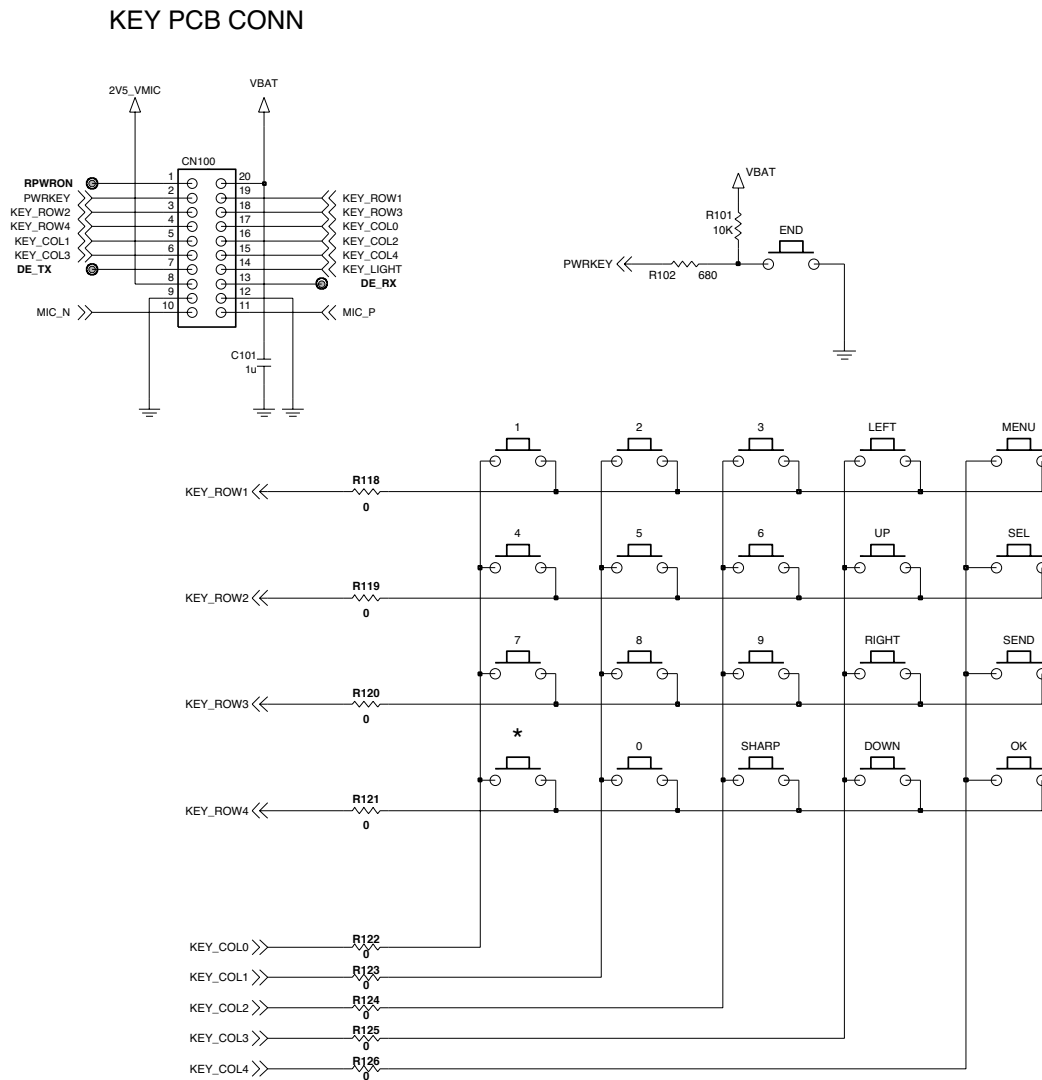 KEY PCB CONN
2V5_VMIC
VBAT
CN100
RPWRON 1 20
PWRKEY 2 19 KEY_ROW1
KEY_ROW2 3 18 KEY_ROW3
KEY_ROW4 4 17 KEY_COL0
KEY_COL1 5 16 KEY_COL2
KEY_COL3 6 15 KEY_COL4
DE_TX 7 14 KEY_LIGHT
8 13 DE_RX
9 12
MIC_N 10 11 MIC_P
C101
1u
VBAT
R101
10K
END
PWRKEY
R102 680
1 2 3 LEFT MENU
KEY_ROW1
R118
0
4 5 6 UP SEL
KEY_ROW2
R119
0
7 8 9 RIGHT SEND
KEY_ROW3
R120
0
* 0 SHARP DOWN OK
KEY_ROW4
R121
0
KEY_COL0
R122
0
KEY_COL1
R123
0
KEY_COL2
R124
0
KEY_COL3
R125
0
KEY_COL4
R126
0